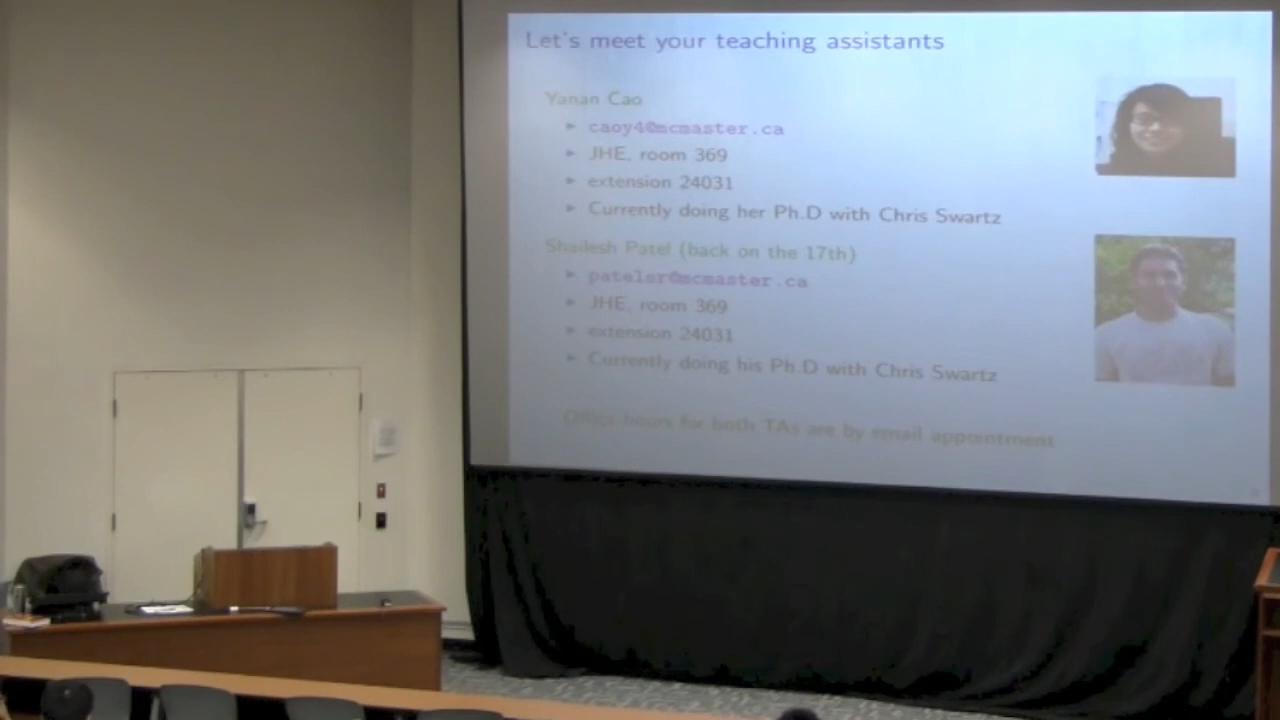 Let's meet your teaching assistants
Yanan Cao
► caoy4@mcmaster.ca
► JHE, room 369
► extension 24031
► Currently doing her Ph.D with Chris Swartz
Shailesh Patel (back on the 17th)
► patelsr@mcmaster.ca
► JHE, room 369
► extension 24031
► Currently doing his Ph.D with Chris Swartz
Office hours for both TAs are by email appointment